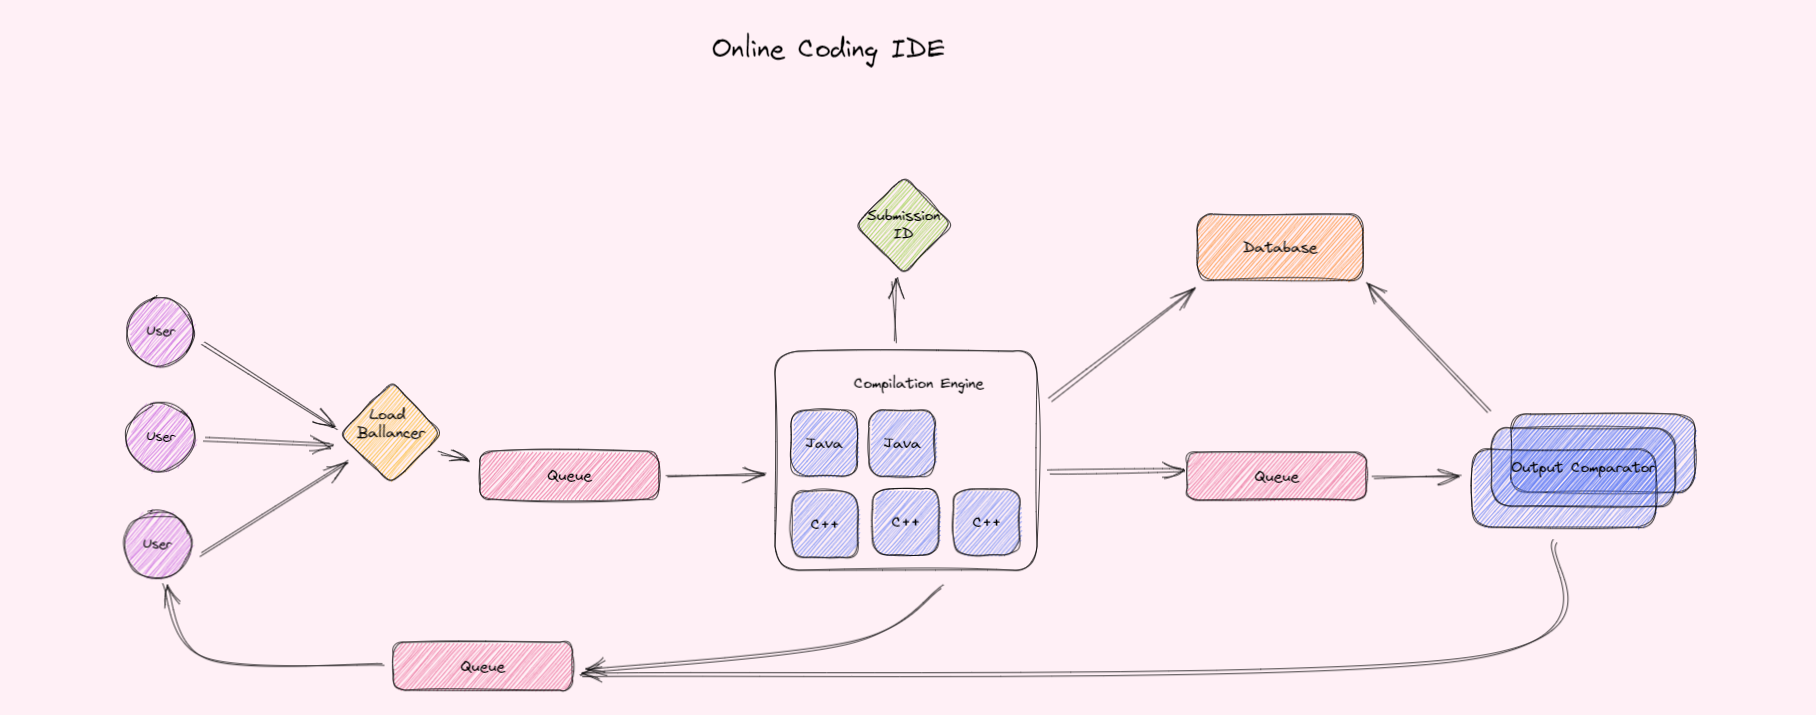 Online Coding IDE
Submission
ID
Database
User
User
User
Load
Ballancer
Queue
Compilation Engine
Java
Java
C++
C++
C++
Queue
Output Comparator
Queue